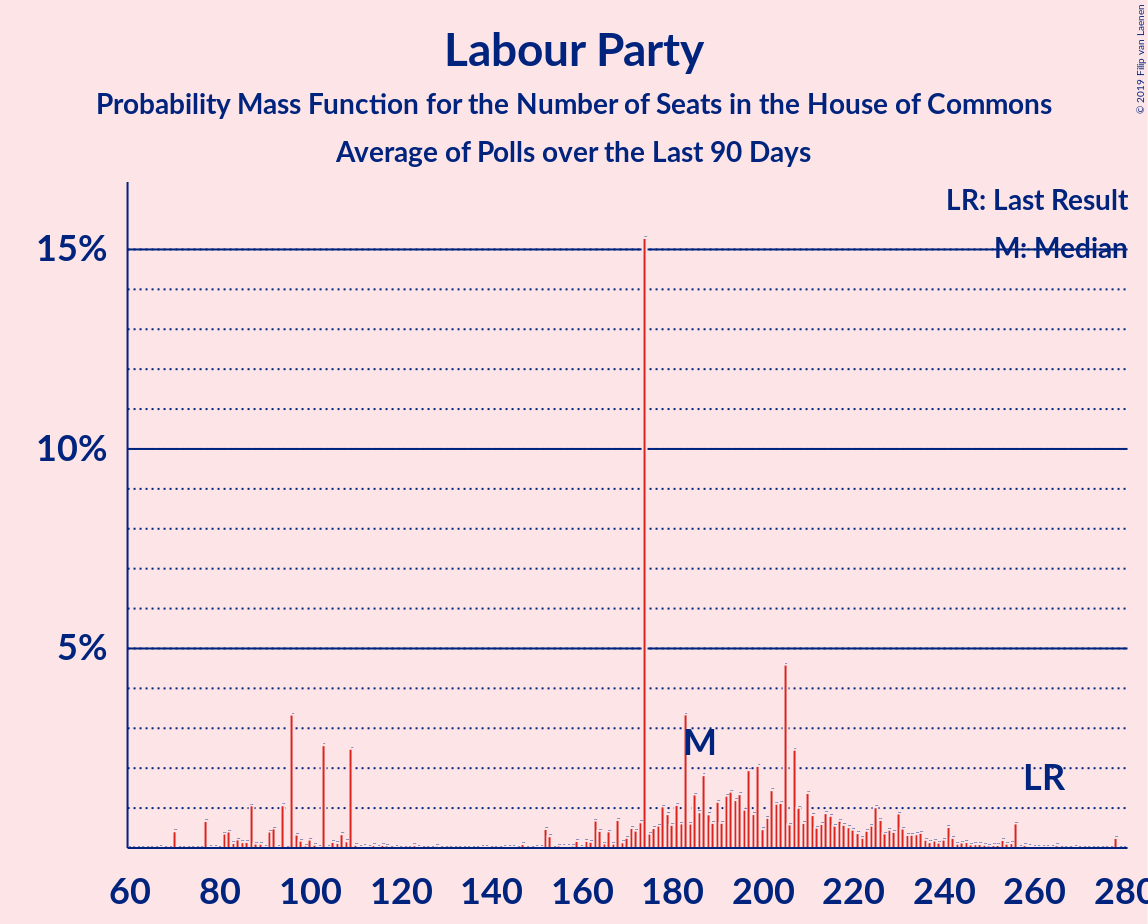 Labour Party
Probability Mass Function for the Number of Seats in the House of Commons
Average of Polls over the Last 90 Days
© 2019 Filip van Laenen
LR: Last Result
M: Median
15%
10%
5%
M
LR
60 80 100 120 140 160 180 200 220 240 260 280